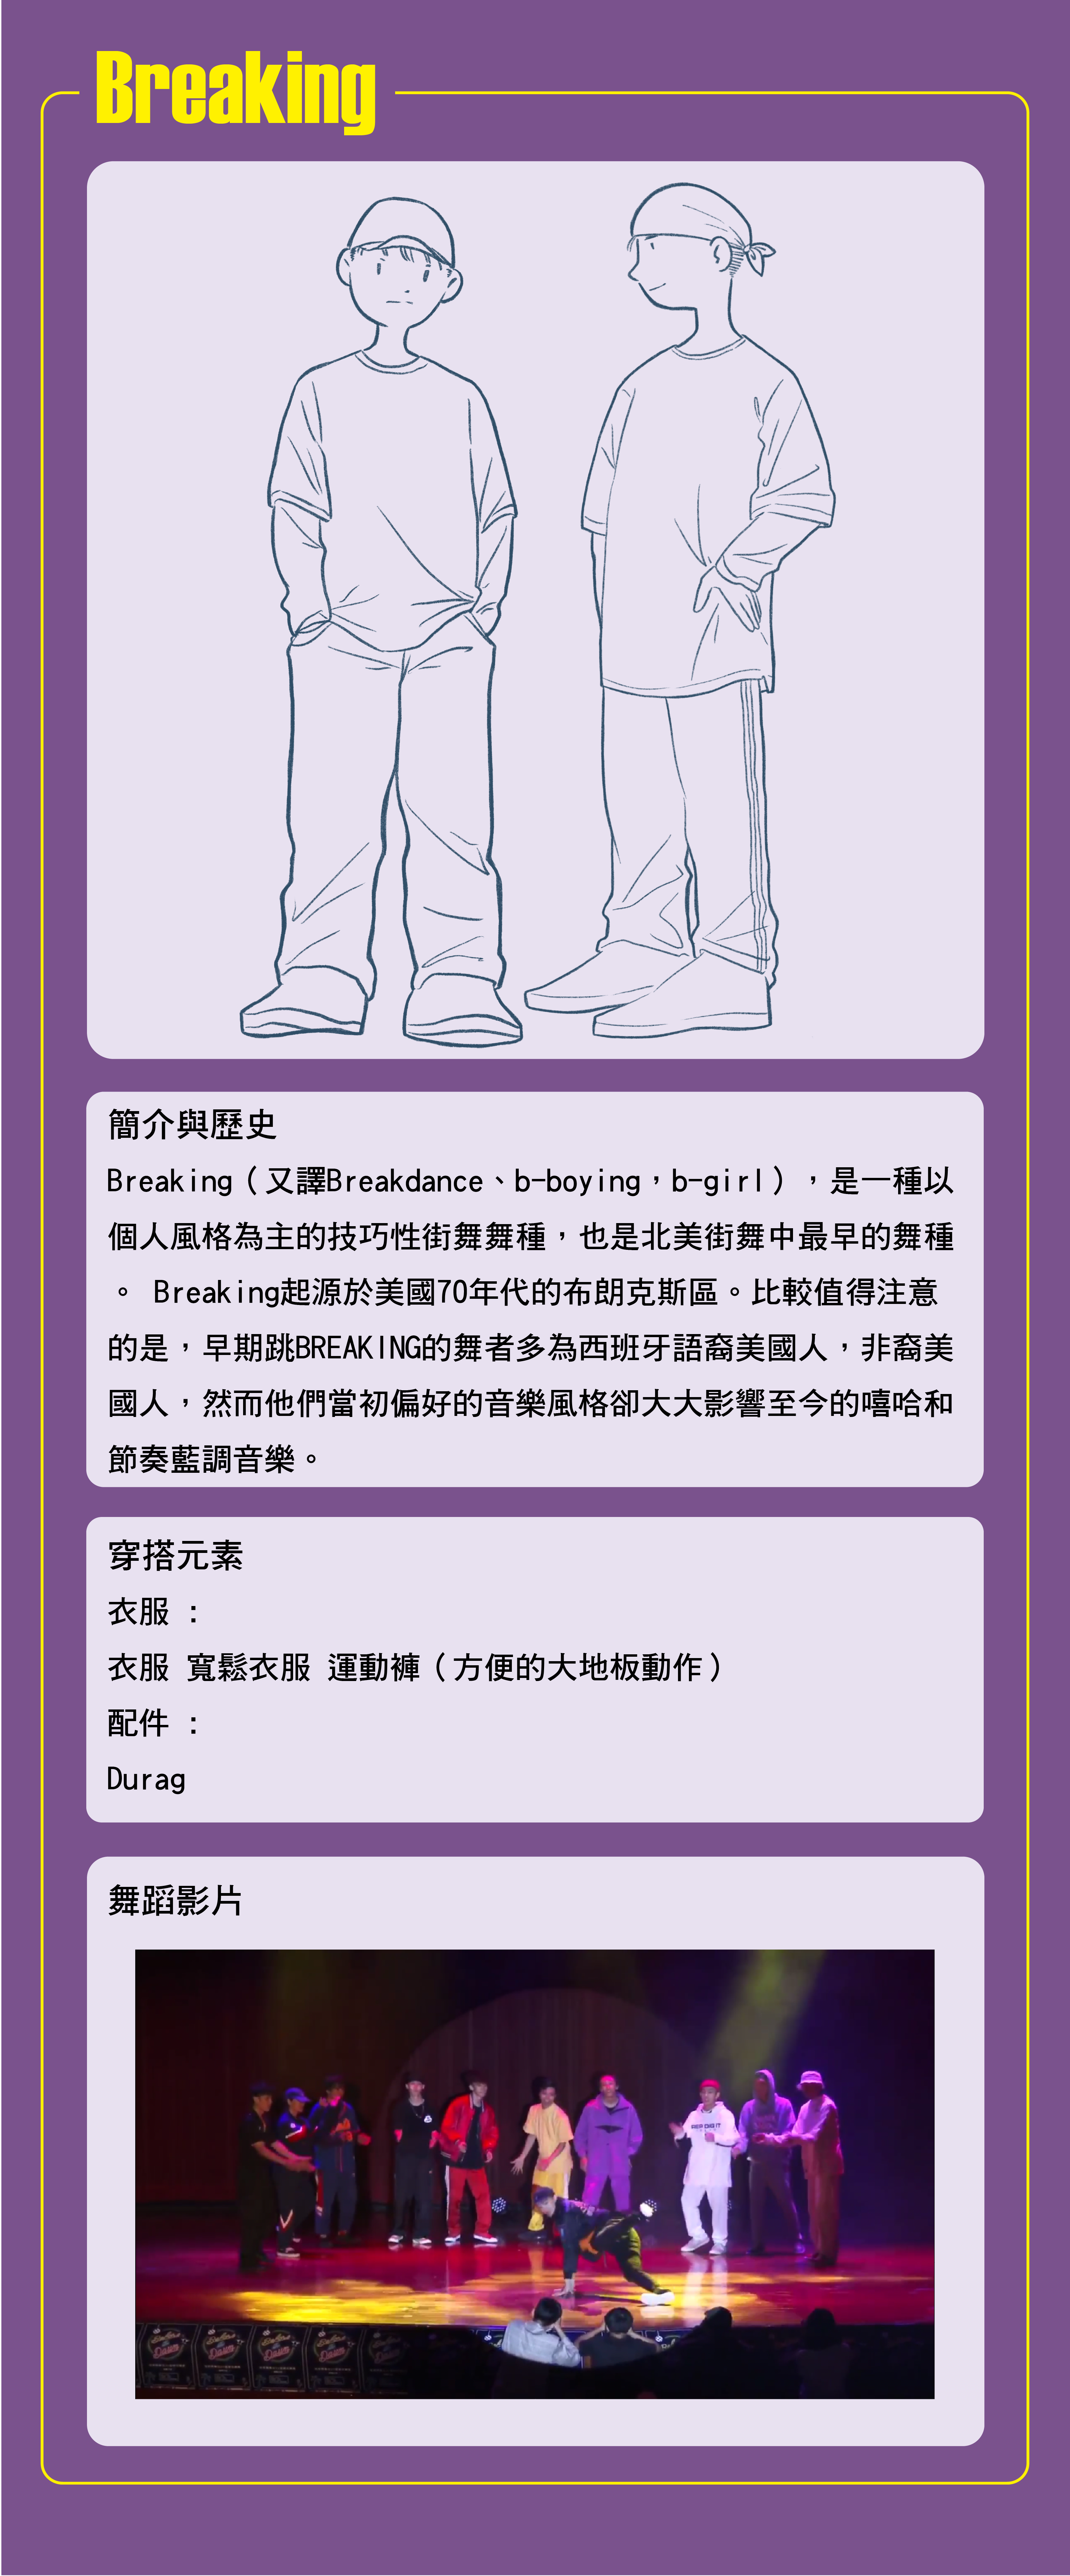 Breaking
簡介與歷史
Breaking（又譯Breakdance、b-boying，b-girl），是一種以
個人風格為主的技巧性街舞舞種，也是北美街舞中最早的舞種
。 Breaking起源於美國70年代的布朗克斯區。比較值得注意
的是，早期跳BREAKING的舞者多為西班牙語裔美國人，非裔美
國人，然而他們當初偏好的音樂風格卻大大影響至今的嘻哈和
節奏藍調音樂。
穿搭元素
衣服 :
衣服 寬鬆衣服 運動褲（方便的大地板動作）
配件 :
Durag
舞蹈影片